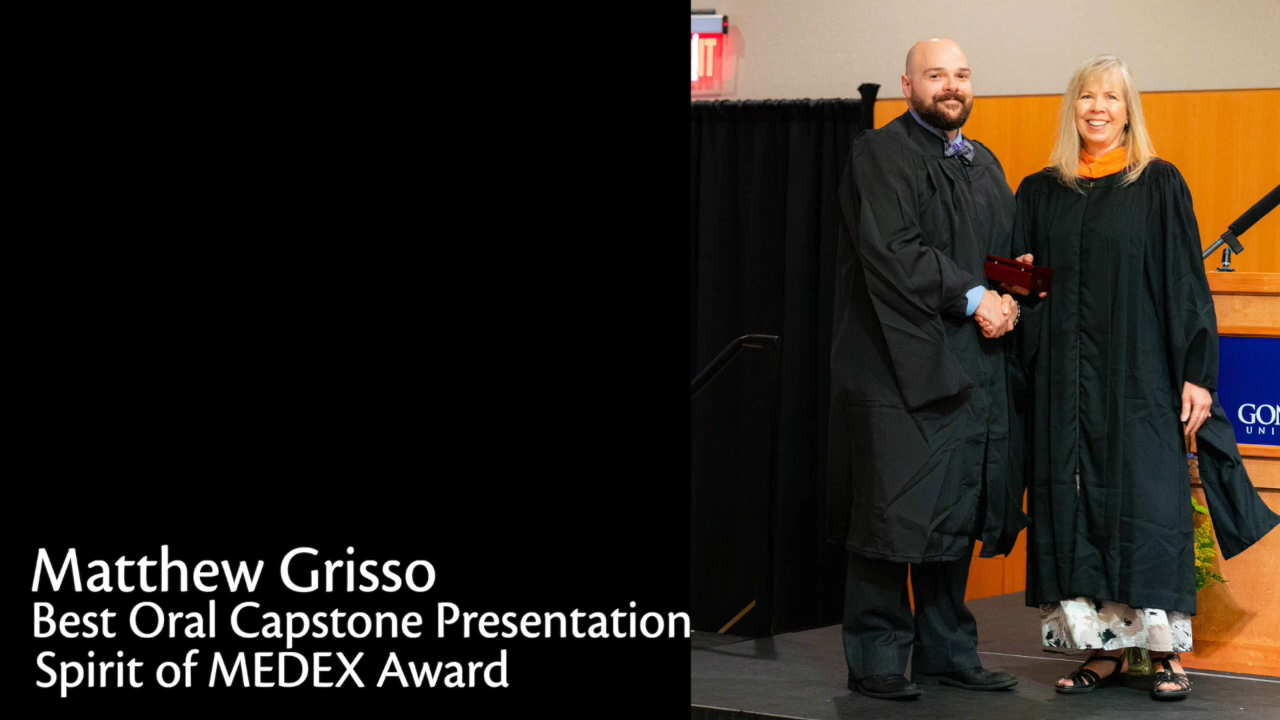 Matthew Grisso
Best Oral Capstone Presentation
Spirit of MEDEX Award